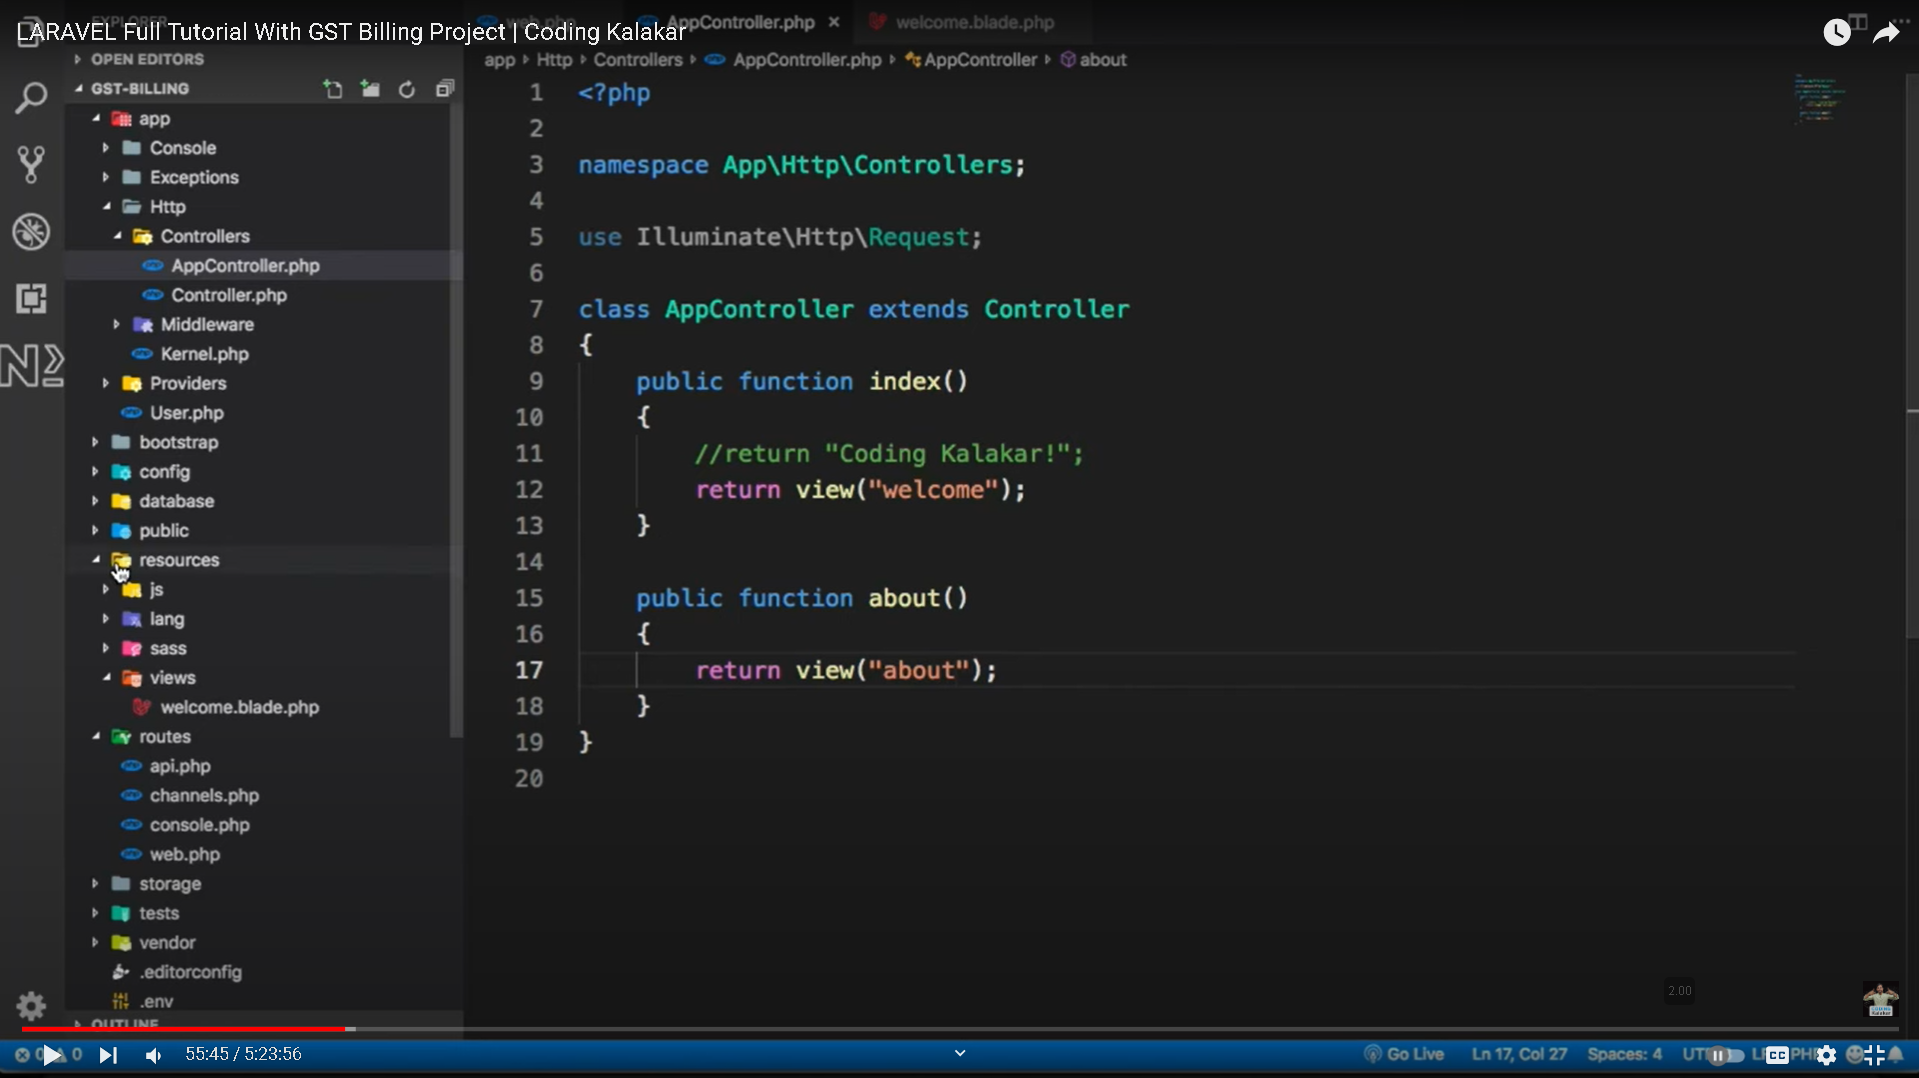 LARAVEL Full Tutorial With GST Billing Project | Coding Kalakar
AppController.php ×
welcome.blade.php
OPEN EDITORS
GST-BILLING
app
Console
Exceptions
Http
Controllers
AppController.php
Controller.php
Middleware
Kernel.php
Providers
User.php
bootstrap
config
database
public
resources
js
lang
sass
views
welcome.blade.php
routes
api.php
channels.php
console.php
web.php
storage
tests
vendor
.editorconfig
.env
OUTLINE
app Http Controllers AppController.php AppController about
1 <?php
2
3 namespace App\Http\Controllers;
4
5 use Illuminate\Http\Request;
6
7 class AppController extends Controller
8 {
9 public function index()
10 {
11 //return "Coding Kalakar!";
12 return view("welcome");
13 }
14
15 public function about()
16 {
17 return view("about");
18 }
19 }
20
2.00
55:45 / 5:23:56
Go Live Ln 17, Col 27 Spaces: 4
CC